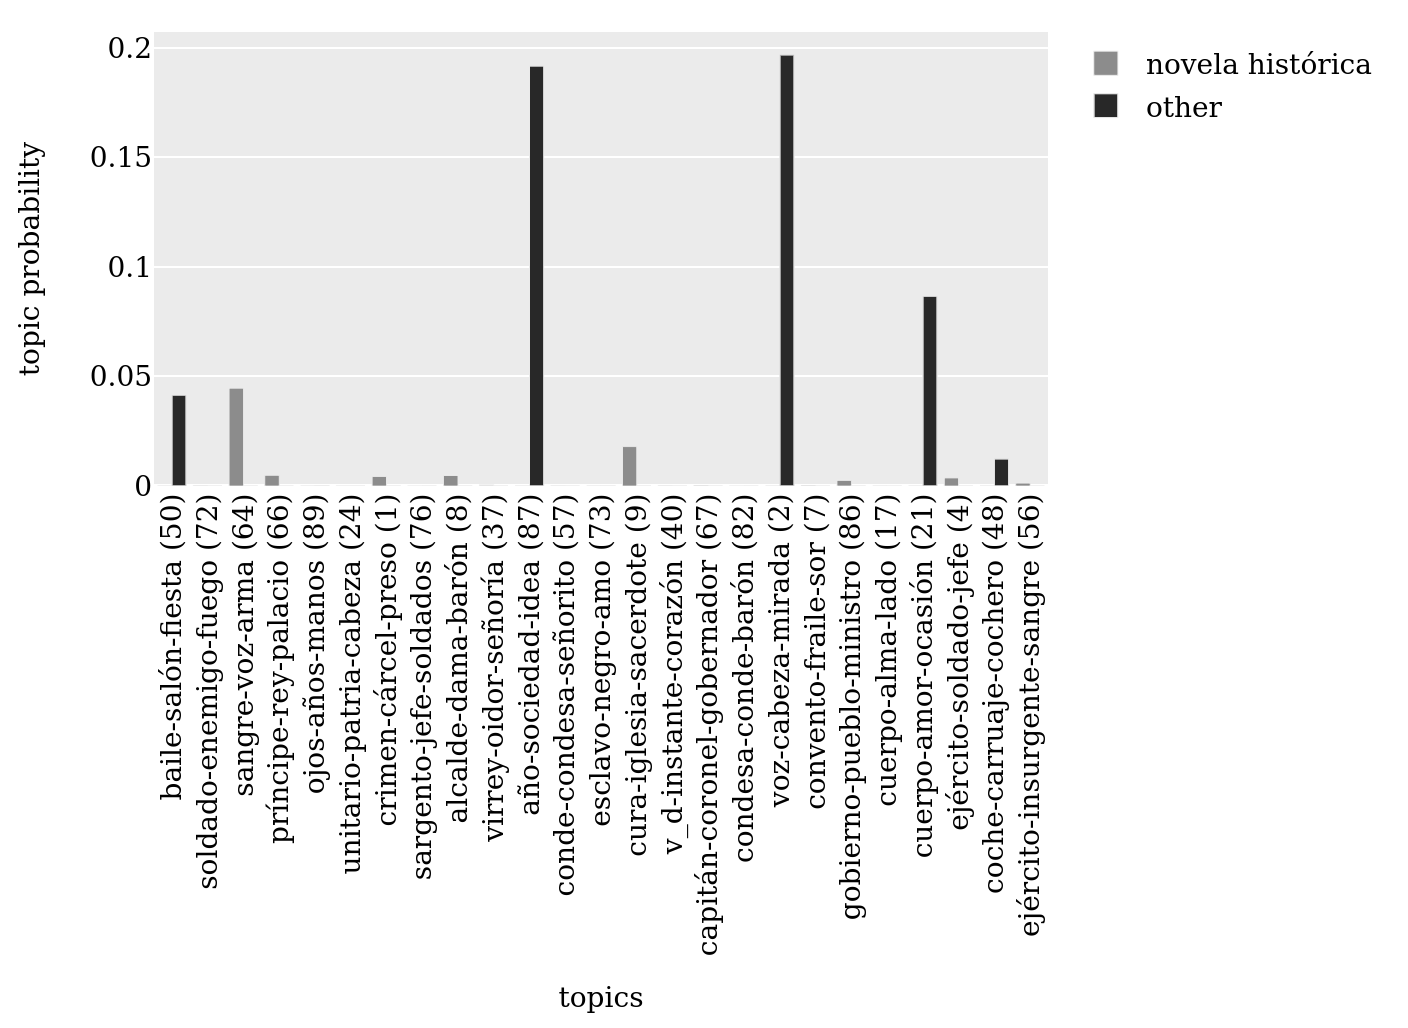 topic probability
0.2
0.15
0.1
0.05
0
novela histórica
other
baile-salón-fiesta (50)
soldado-enemigo-fuego (72)
sangre-voz-arma (64)
príncipe-rey-palacio (66)
ojos-años-manos (89)
unitario-patria-cabeza (24)
crimen-cárcel-preso (1)
sargento-jefe-soldados (76)
alcalde-dama-barón (8)
virrey-oidor-señoría (37)
año-sociedad-idea (87)
conde-condesa-señorito (57)
esclavo-negro-amo (73)
cura-iglesia-sacerdote (9)
v_d-instante-corazón (40)
capitán-coronel-gobernador (67)
condesa-conde-barón (82)
voz-cabeza-mirada (2)
convento-fraile-sor (7)
gobierno-pueblo-ministro (86)
cuerpo-alma-lado (17)
cuerpo-amor-ocasión (21)
ejército-soldado-jefe (4)
coche-carruaje-cochero (48)
ejército-insurgente-sangre (56)
topics